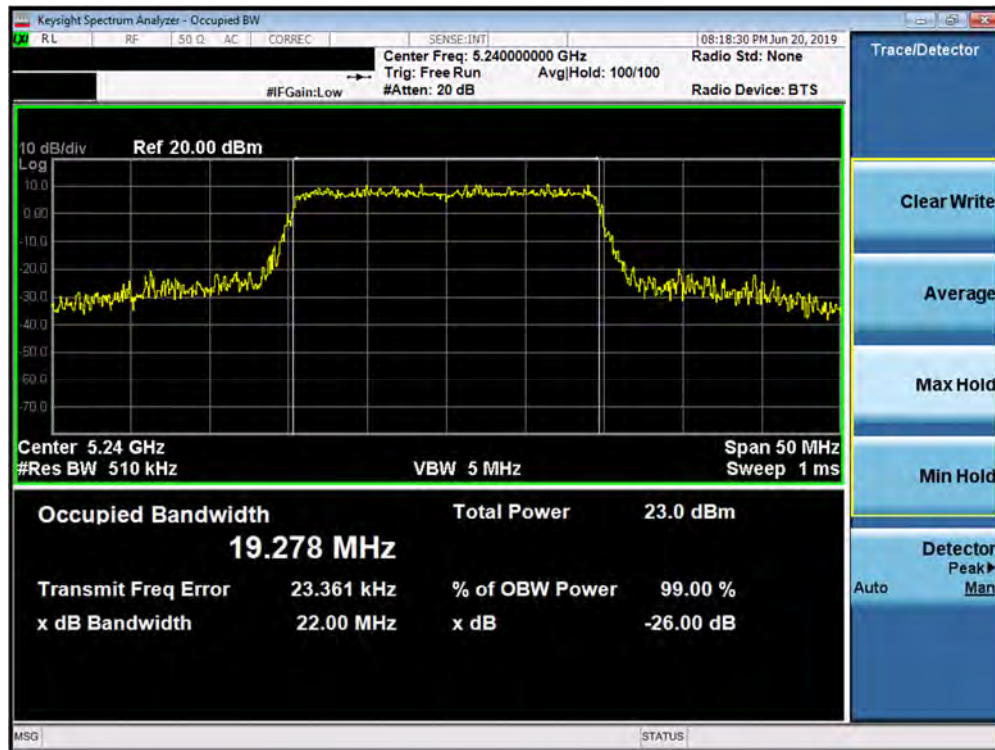 Keysight Spectrum Analyzer - Occupied BW
LXI RL RF 50 Ω AC CORREC SENSE:INT 08:18:30 PM Jun 20, 2019
Center Freq: 5.240000000 GHz Radio Std: None
Trig: Free Run Avg|Hold: 100/100
#IFGain:Low #Atten: 20 dB Radio Device: BTS
Trace/Detector
10 dB/div Ref 20.00 dBm
Log
10.0
0.00
-10.0
-20.0
-30.0
-40.0
-50.0
-60.0
-70.0
Center 5.24 GHz Span 50 MHz
#Res BW 510 kHz VBW 5 MHz Sweep 1 ms
Occupied Bandwidth Total Power 23.0 dBm
19.278 MHz
Transmit Freq Error 23.361 kHz % of OBW Power 99.00 %
x dB Bandwidth 22.00 MHz x dB -26.00 dB
Clear Write
Average
Max Hold
Min Hold
Detector
Peak▶
Auto Man
MSG STATUS